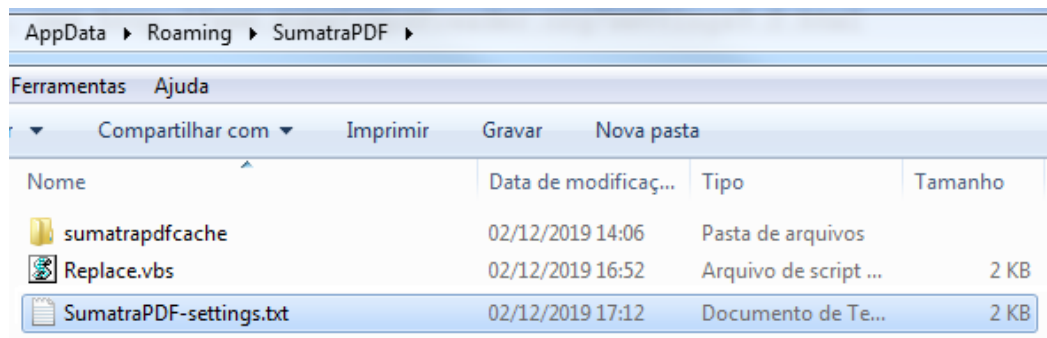 AppData ▸ Roaming ▸ SumatraPDF ▸
Ferramentas Ajuda
Compartilhar com ▼ Imprimir Gravar Nova pasta
Nome Data de modificaç... Tipo Tamanho
sumatrapdfcache 02/12/2019 14:06 Pasta de arquivos
Replace.vbs 02/12/2019 16:52 Arquivo de script ... 2 KB
SumatraPDF-settings.txt 02/12/2019 17:12 Documento de Te... 2 KB